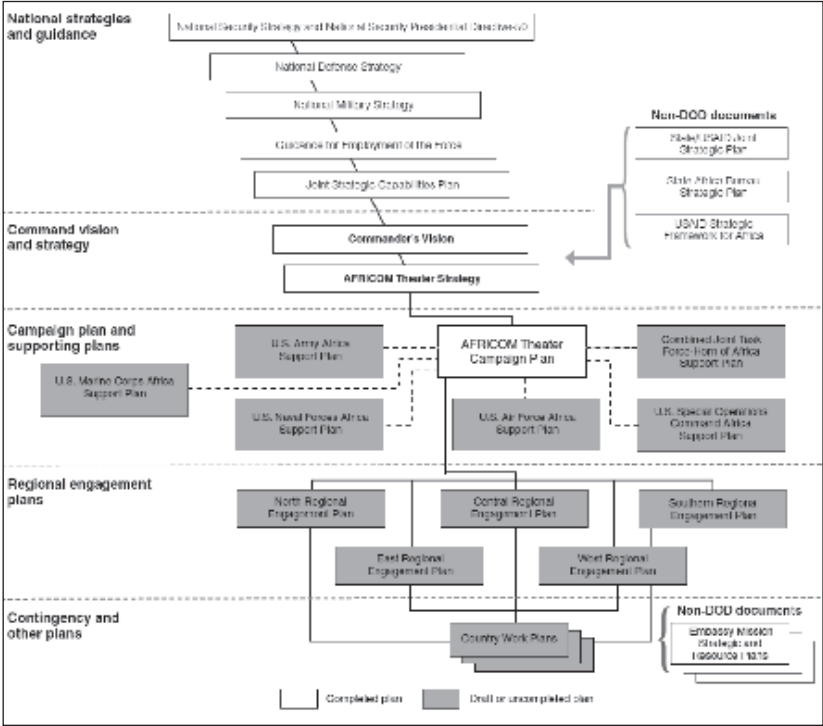 National strategies
and guidance
National Security Strategy and National Security Presidential Directive-50
National Defense Strategy
National Military Strategy
Guidance for Employment of the Force
Joint Strategic Capabilities Plan
Non-DOD documents
State/USAID Joint
Strategic Plan
State Africa Bureau
Strategic Plan
USAID Strategic
Framework for Africa
Command vision
and strategy
Commander's Vision
AFRICOM Theater Strategy
Campaign plan and
supporting plans
U.S. Army Africa
Support Plan
AFRICOM Theater
Campaign Plan
Combined Joint Task
Force-Horn of Africa
Support Plan
U.S. Marine Corps Africa
Support Plan
U.S. Naval Forces Africa
Support Plan
U.S. Air Force Africa
Support Plan
U.S. Special Operations
Command Africa
Support Plan
Regional engagement
plans
North Regional
Engagement Plan
Central Regional
Engagement Plan
Southern Regional
Engagement Plan
East Regional
Engagement Plan
West Regional
Engagement Plan
Contingency and
other plans
Country Work Plans
Non-DOD documents
Embassy Mission
Strategic and
Resource Plans
Completed plan
Draft or uncompleted plan